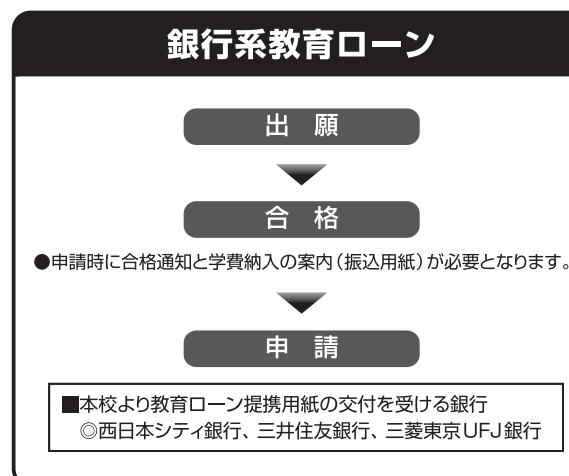 銀行系教育ローン
出　願
合　格
●申請時に合格通知と学費納入の案内（振込用紙）が必要となります。
申　請
■本校より教育ローン提携用紙の交付を受ける銀行
◎西日本シティ銀行、三井住友銀行、三菱東京UFJ銀行